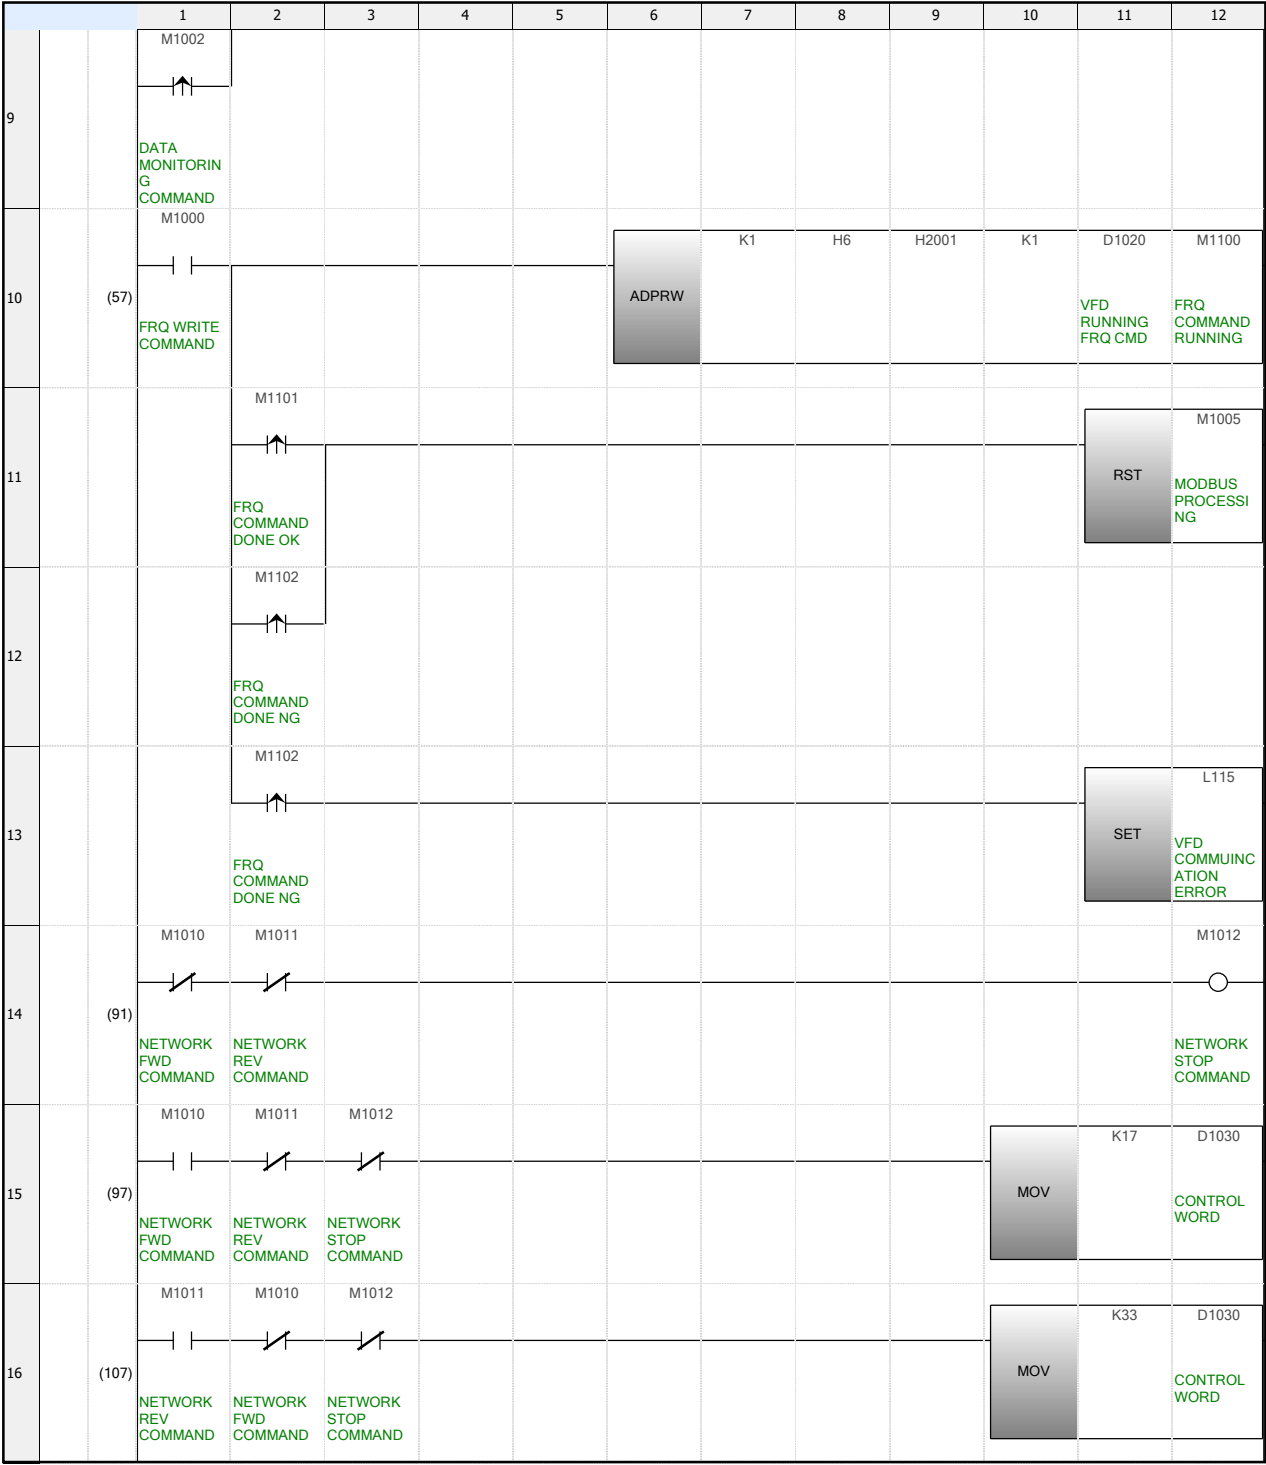 1 2 3 4 5 6 7 8 9 10 11 12
M1002
9
DATA
MONITORIN
G
COMMAND
M1000
K1 H6 H2001 K1 D1020 M1100
10 (57)
ADPRW
FRQ WRITE
COMMAND
VFD
RUNNING
FRQ CMD
FRQ
COMMAND
RUNNING
M1101
M1005
11
RST
FRQ
COMMAND
DONE OK
MODBUS
PROCESSI
NG
M1102
12
FRQ
COMMAND
DONE NG
M1102
L115
13
SET
FRQ
COMMAND
DONE NG
VFD
COMMUINC
ATION
ERROR
M1010 M1011 M1012
14 (91)
NETWORK
FWD
COMMAND
NETWORK
REV
COMMAND
NETWORK
STOP
COMMAND
M1010 M1011 M1012
K17 D1030
15 (97)
MOV
NETWORK
FWD
COMMAND
NETWORK
REV
COMMAND
NETWORK
STOP
COMMAND
CONTROL
WORD
M1011 M1010 M1012
K33 D1030
16 (107)
MOV
NETWORK
REV
COMMAND
NETWORK
FWD
COMMAND
NETWORK
STOP
COMMAND
CONTROL
WORD